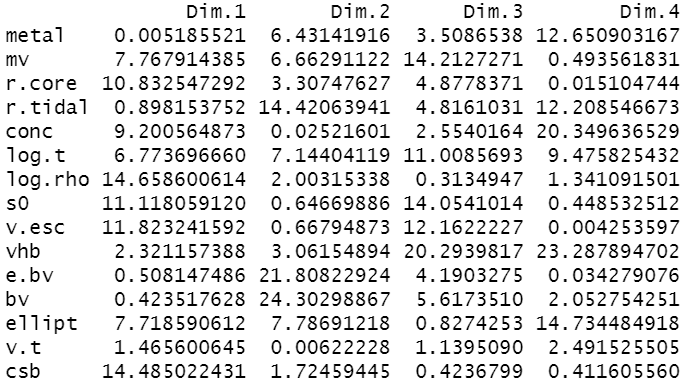 Dim.1 Dim.2 Dim.3 Dim.4
metal 0.005185521 6.43141916 3.5086538 12.650903167
mv 7.767914385 6.66291122 14.2127271 0.493561831
r.core 10.832547292 3.30747627 4.8778371 0.015104744
r.tidal 0.898153752 14.42063941 4.8161031 12.208546673
conc 9.200564873 0.02521601 2.5540164 20.349636529
log.t 6.773696660 7.14404119 11.0085693 9.475825432
log.rho 14.658600614 2.00315338 0.3134947 1.341091501
s0 11.118059120 0.64669886 14.0541014 0.448532512
v.esc 11.823241592 0.66794873 12.1622227 0.004253597
vhb 2.321157388 3.06154894 20.2939817 23.287894702
e.bv 0.508147486 21.80822924 4.1903275 0.034279076
bv 0.423517628 24.30298867 5.6173510 2.052754251
ellipt 7.718590612 7.78691218 0.8274253 14.734484918
v.t 1.465600645 0.00622228 1.1395090 2.491525505
csb 14.485022431 1.72459445 0.4236799 0.411605560